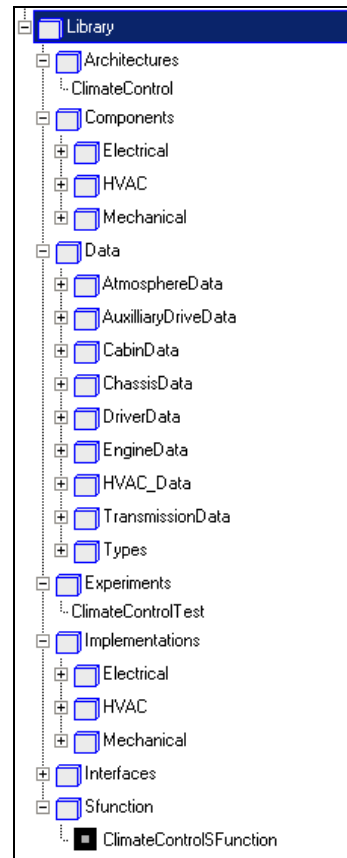 Library
Architectures
ClimateControl
Components
Electrical
HVAC
Mechanical
Data
AtmosphereData
AuxilliaryDriveData
CabinData
ChassisData
DriverData
EngineData
HVAC_Data
TransmissionData
Types
Experiments
ClimateControlTest
Implementations
Electrical
HVAC
Mechanical
Interfaces
Sfunction
ClimateControlSFunction